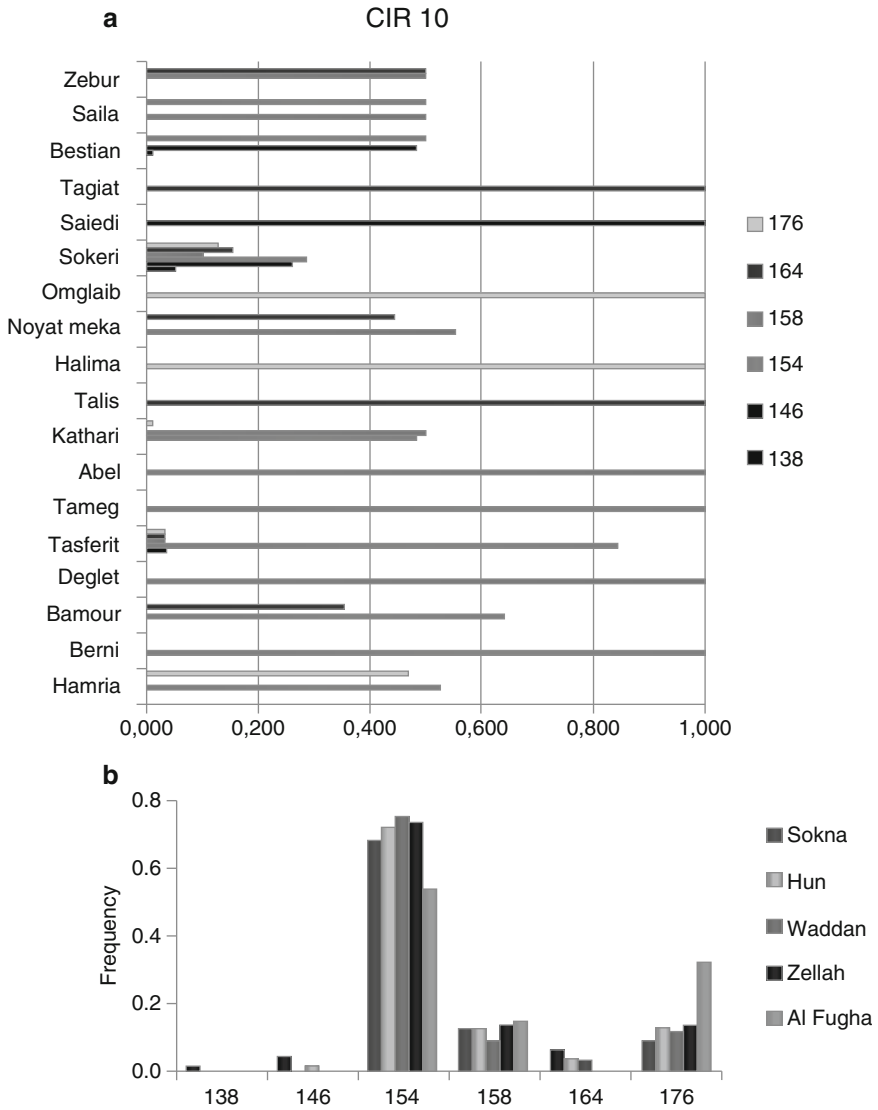 a
CIR 10
Zebur
Saila
Bestian
Tagiat
Saiedi
Sokeri
Omglaib
Noyat meka
Halima
Talis
Kathari
Abel
Tameg
Tasferit
Deglet
Bamour
Berni
Hamria
0,000 0,200 0,400 0,600 0,800 1,000
176
164
158
154
146
138
b
Frequency
0.8
0.6
0.4
0.2
0.0
138 146 154 158 164 176
Sokna
Hun
Waddan
Zellah
Al Fugha